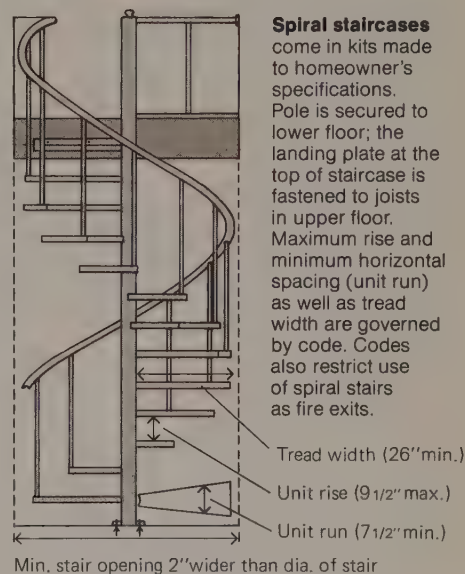 Spiral staircases
come in kits made
to homeowner's
specifications.
Pole is secured to
lower floor; the
landing plate at the
top of staircase is
fastened to joists
in upper floor.
Maximum rise and
minimum horizontal
spacing (unit run)
as well as tread
width are governed
by code. Codes
also restrict use
of spiral stairs
as fire exits.
Tread width (26"min.)
Unit rise (9 1/2" max.)
Unit run (7 1/2" min.)
Min. stair opening 2"wider than dia. of stair